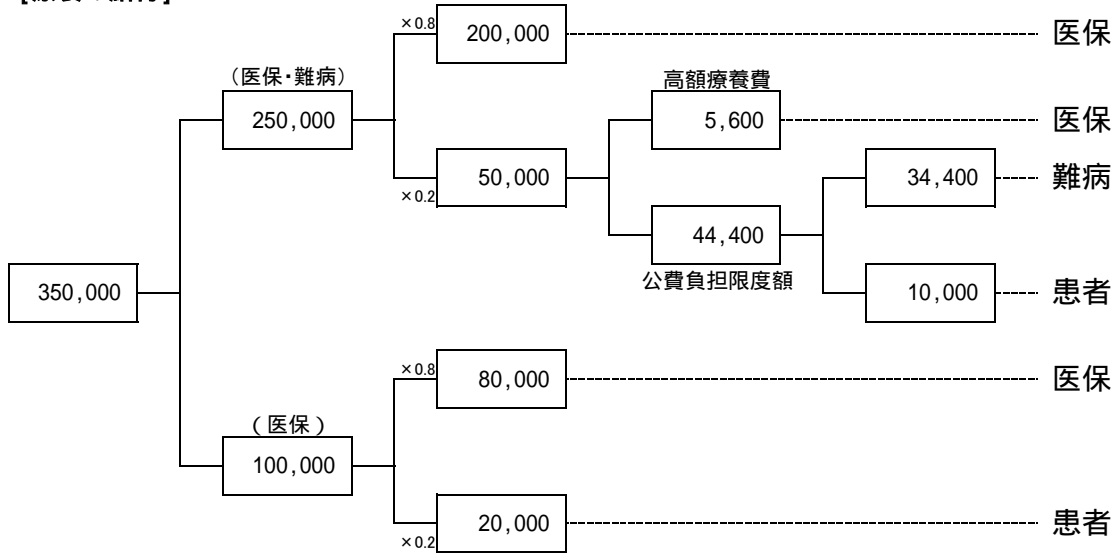 ×0.8
200,000
医保
(医保・難病)
250,000
高額療養費
5,600
医保
×0.2
50,000
34,400
難病
44,400
公費負担限度額
350,000
10,000
患者
×0.8
80,000
医保
(医保)
100,000
20,000
患者
×0.2